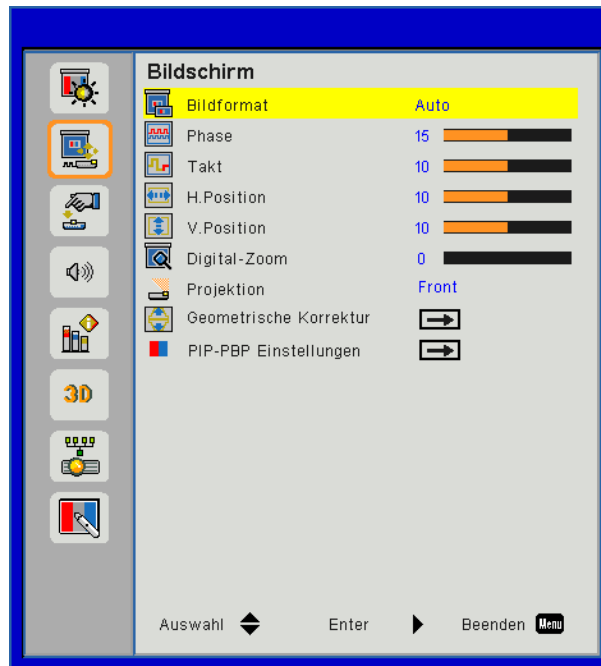 Bildschirm
Bildformat Auto
Phase 15
Takt 10
H.Position 10
V.Position 10
Digital-Zoom 0
Projektion Front
Geometrische Korrektur
PIP-PBP Einstellungen
3D
Auswahl Enter Beenden Menu